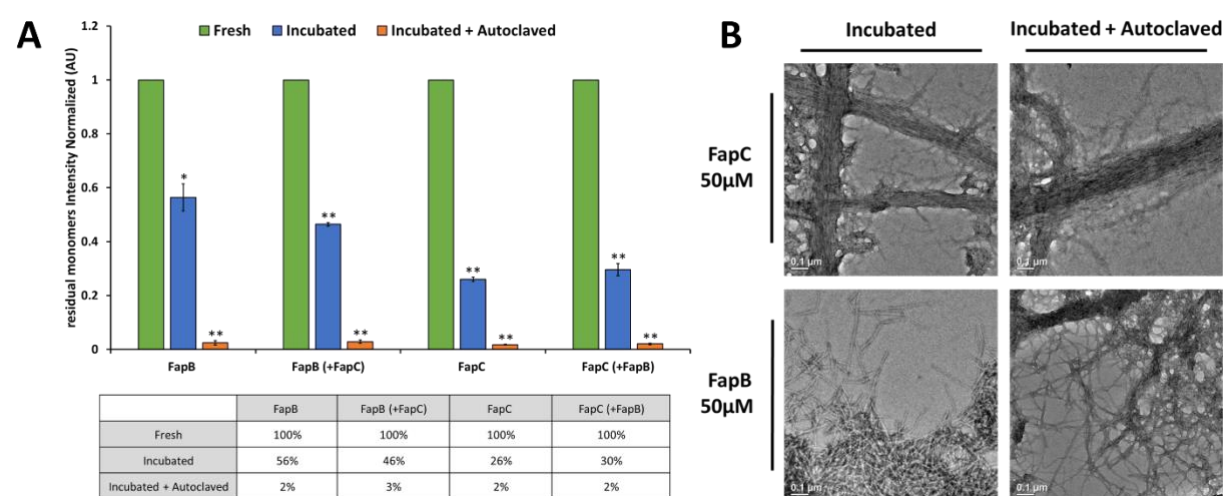 A
1.2
1
0.8
0.6
0.4
0.2
0
residual monomers Intensity Normalized (AU)
Fresh Incubated Incubated + Autoclaved
*
**
**
**
**
**
**
**
FapB FapB (+FapC) FapC FapC (+FapB)
FapB FapB (+FapC) FapC FapC (+FapB)
Fresh 100% 100% 100% 100%
Incubated 56% 46% 26% 30%
Incubated + Autoclaved 2% 3% 2% 2%
B
Incubated Incubated + Autoclaved
FapC
50μM
0.1 μm 0.1 μm
FapB
50μM
0.1 μm 0.1 μm